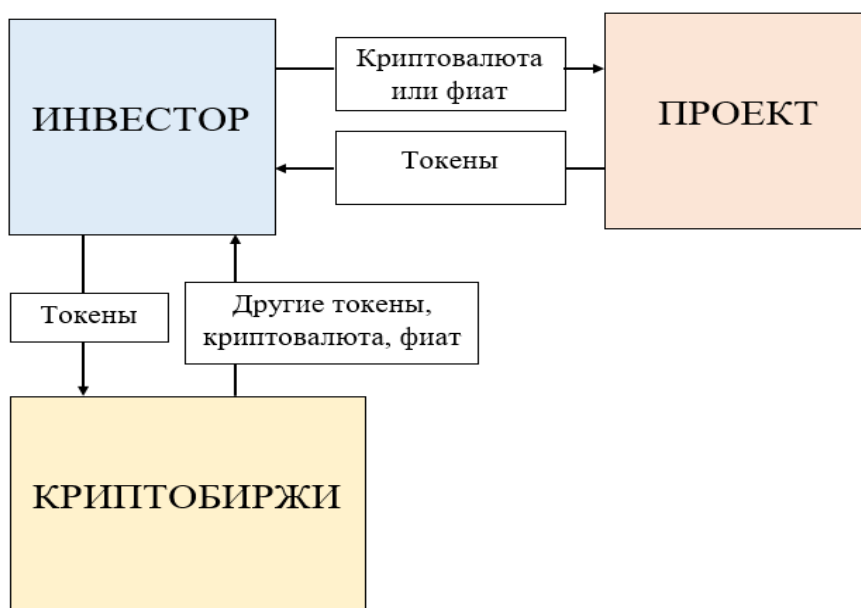 Криптовалюта
или фиат
ИНВЕСТОР
ПРОЕКТ
Токены
Токены
Другие токены,
криптовалюта, фиат
КРИПТОБИРЖИ